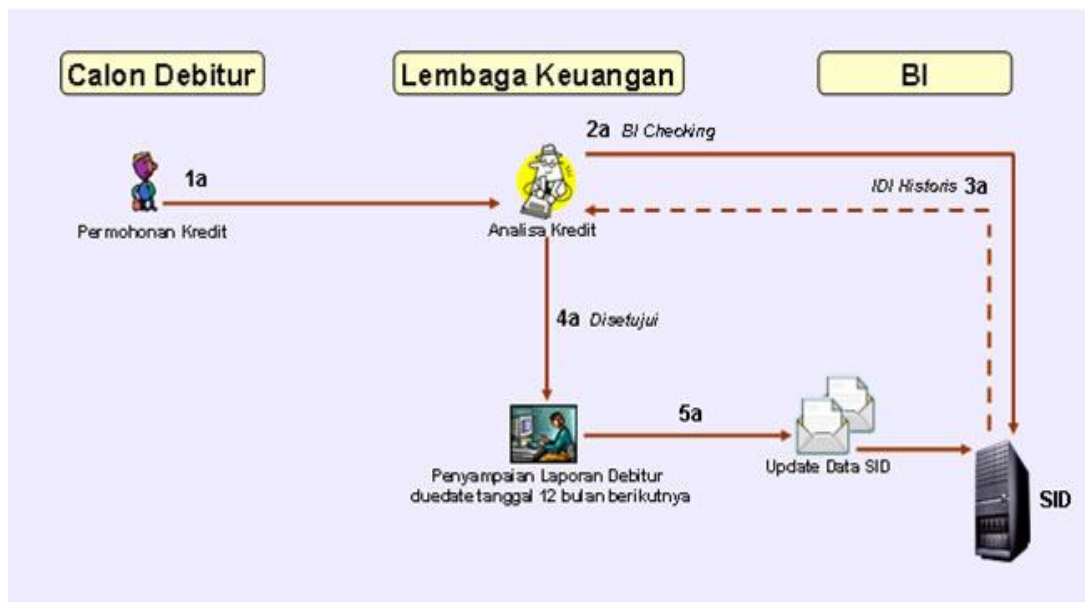 Calon Debitur
Lembaga Keuangan
BI
2a BI Checking
1a
IDI Historis 3a
Permohonan Kredit
Analisa Kredit
4a Disetujui
5a
Update Data SID
Penyampaian Laporan Debitur
duedate tanggal 12 bulan berikutnya
SID